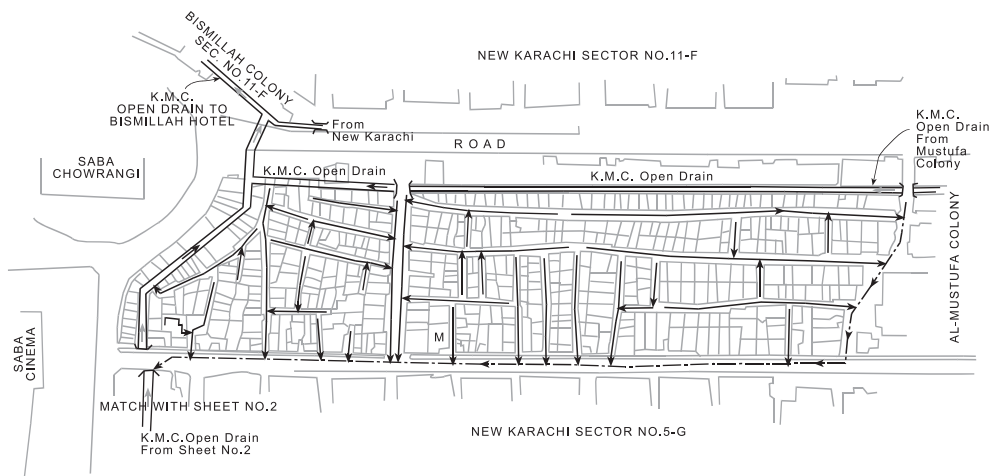 BISMILLAH COLONY
SEC. NO.11-F
NEW KARACHI SECTOR NO.11-F
K.M.C.
OPEN DRAIN TO
BISMILLAH HOTEL
From
New Karachi
ROAD
K.M.C.
Open Drain
From
Mustufa
Colony
SABA
CHOWRANGI
K.M.C. Open Drain
K.M.C. Open Drain
AL-MUSTUFA COLONY
SABA
CINEMA
M
MATCH WITH SHEET NO.2
K.M.C.Open Drain
From Sheet No.2
NEW KARACHI SECTOR NO.5-G